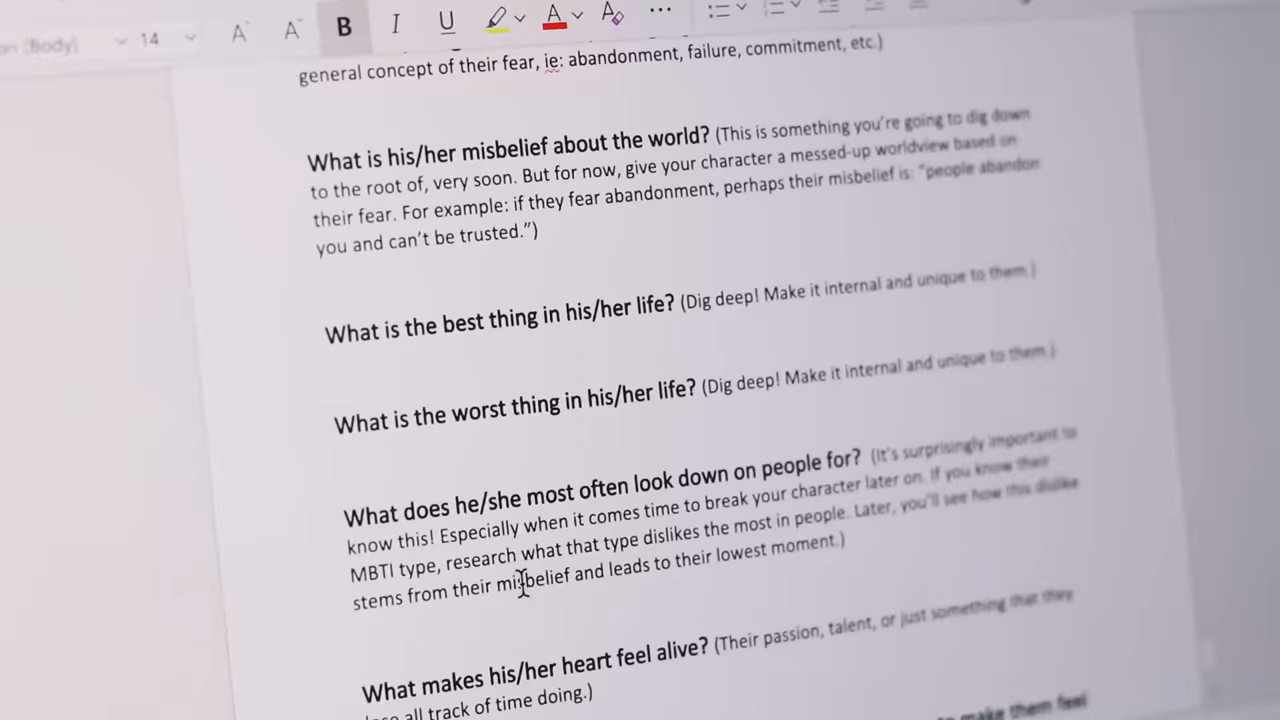 (Body) 14 A A B I U A A ...
general concept of their fear, ie: abandonment, failure, commitment, etc.)
What is his/her misbelief about the world? (This is something you're going to dig down
to the root of, very soon. But for now, give your character a messed-up worldview based on
their fear. For example: if they fear abandonment, perhaps their misbelief is: "people abandon
you and can't be trusted.")
What is the best thing in his/her life? (Dig deep! Make it internal and unique to them.)
What is the worst thing in his/her life? (Dig deep! Make it internal and unique to them.)
What does he/she most often look down on people for? (It's surprisingly important to
know this! Especially when it comes time to break your character later on. If you know their
MBTI type, research what that type dislikes the most in people. Later, you'll see how this dislike
stems from their misbelief and leads to their lowest moment.)
What makes his/her heart feel alive? (Their passion, talent, or just something that they
all track of time doing.)
make them feel